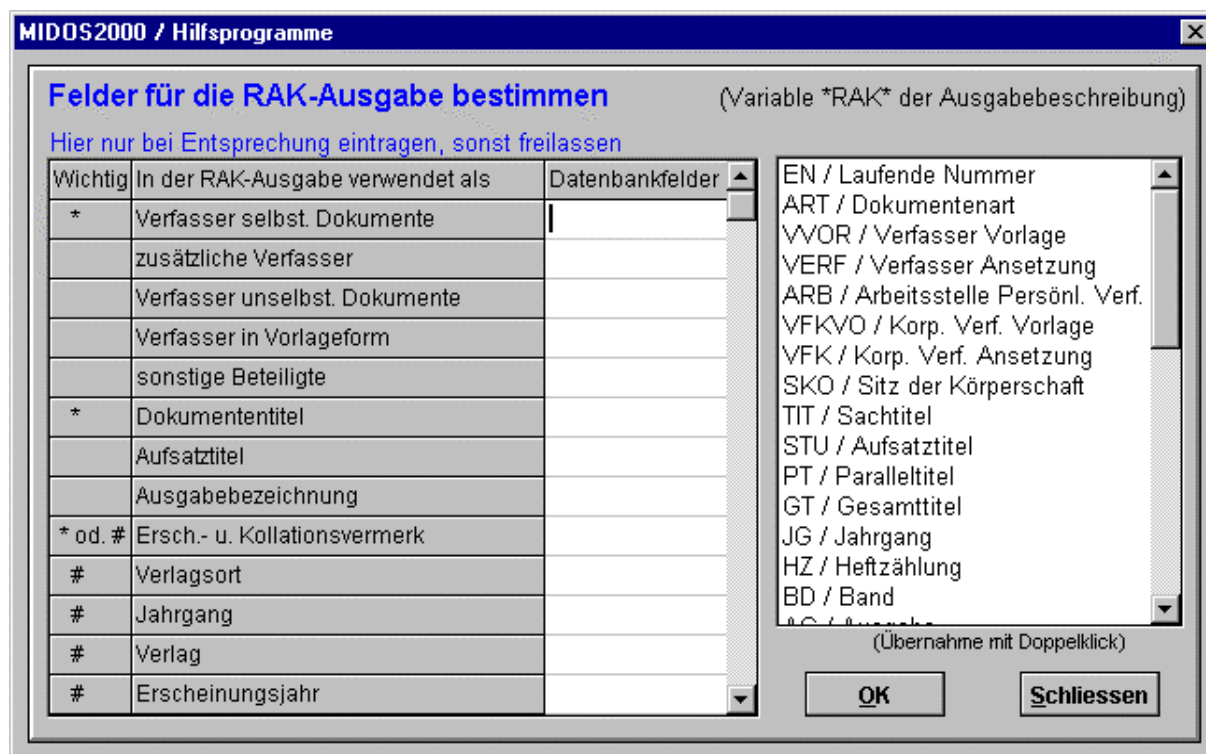 MIDOS2000 / Hilfsprogramme
Felder für die RAK-Ausgabe bestimmen
(Variable *RAK* der Ausgabebeschreibung)
Hier nur bei Entsprechung eintragen, sonst freilassen
Wichtig In der RAK-Ausgabe verwendet als Datenbankfelder
* Verfasser selbst. Dokumente
zusätzliche Verfasser
Verfasser unselbst. Dokumente
Verfasser in Vorlageform
sonstige Beteiligte
* Dokumententitel
Aufsatztitel
Ausgabebezeichnung
* od. # Ersch.- u. Kollationsvermerk
# Verlagsort
# Jahrgang
# Verlag
# Erscheinungsjahr
EN / Laufende Nummer
ART / Dokumentenart
VVOR / Verfasser Vorlage
VERF / Verfasser Ansetzung
ARB / Arbeitsstelle Persönl. Verf.
VFKVO / Korp. Verf. Vorlage
VFK / Korp. Verf. Ansetzung
SKO / Sitz der Körperschaft
TIT / Sachtitel
STU / Aufsatztitel
PT / Paralleltitel
GT / Gesamttitel
JG / Jahrgang
HZ / Heftzählung
BD / Band
(Übernahme mit Doppelklick)
OK
Schliessen